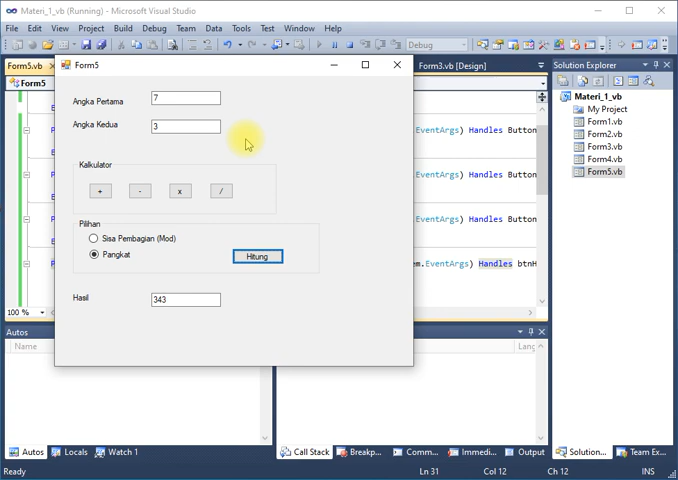 Materi_1_vb (Running) - Microsoft Visual Studio
File Edit View Project Build Debug Team Data Tools Test Window Help
Debug
Form5.vb
Form5
Form3.vb [Design]
Solution Explorer
Form5
Angka Pertama 7
Angka Kedua 3
Kalkulator
+ - x /
Pilihan
Sisa Pembagian (Mod)
Pangkat
Hitung
Hasil 343
EventArgs) Handles Button
EventArgs) Handles Button
EventArgs) Handles Button
em.EventArgs) Handles btnH
Materi_1_vb
My Project
Form1.vb
Form2.vb
Form3.vb
Form4.vb
Form5.vb
100 %
Autos
Name
Lang
Autos Locals Watch 1
Call Stack Breakp... Comm... Immedi... Output
Solution... Team Ex...
Ready Ln 31 Col 12 Ch 12 INS